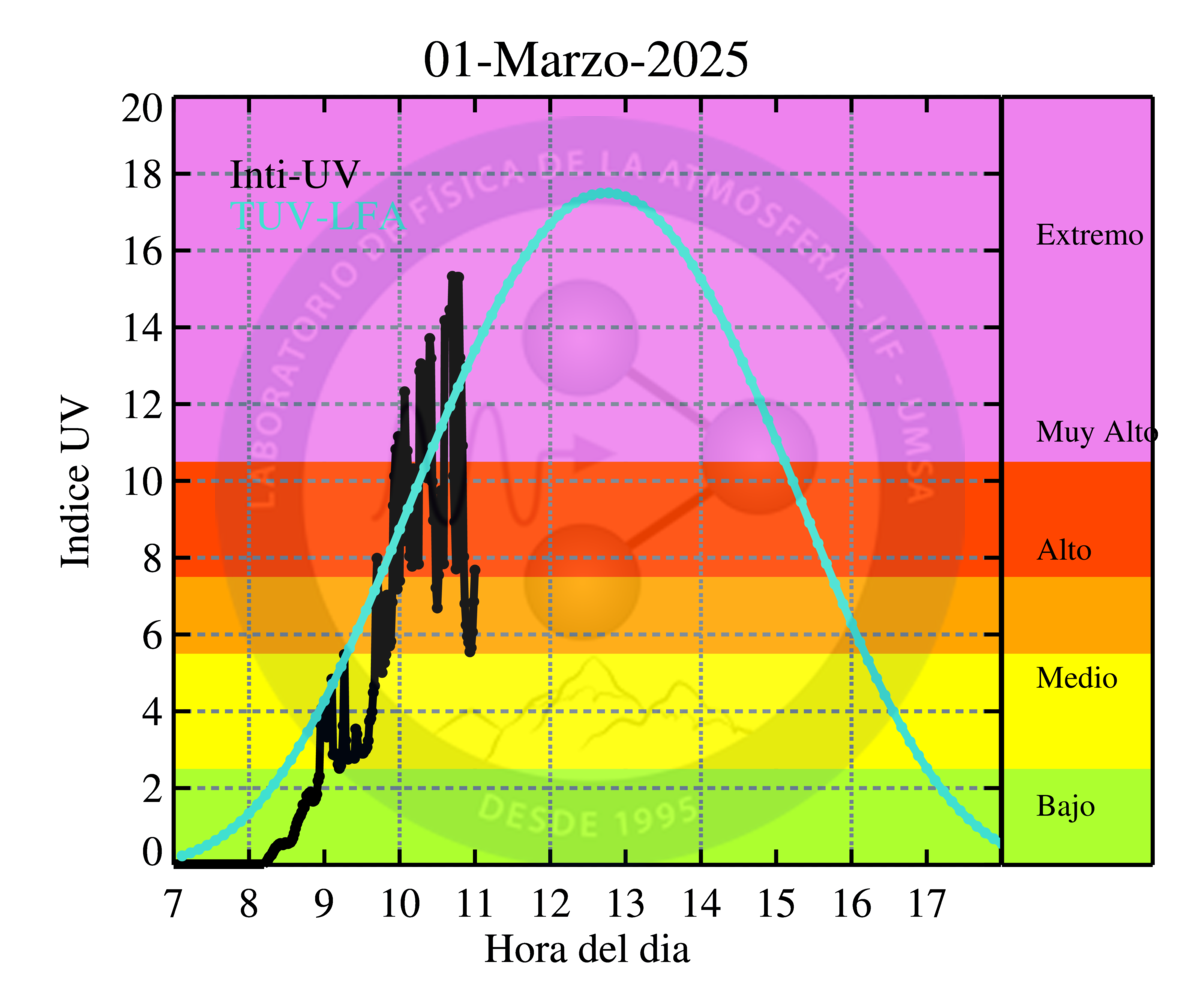 01-Marzo-2025
20
18
16
14
12
10
8
6
4
2
0
Indice UV
Inti-UV
TUV-LFA
LABORATORIO DE FÍSICA DE LA ATMÓSFERA - IIF - UMSA
DESDE 1995
Extremo
Muy Alto
Alto
Medio
Bajo
7 8 9 10 11 12 13 14 15 16 17
Hora del dia